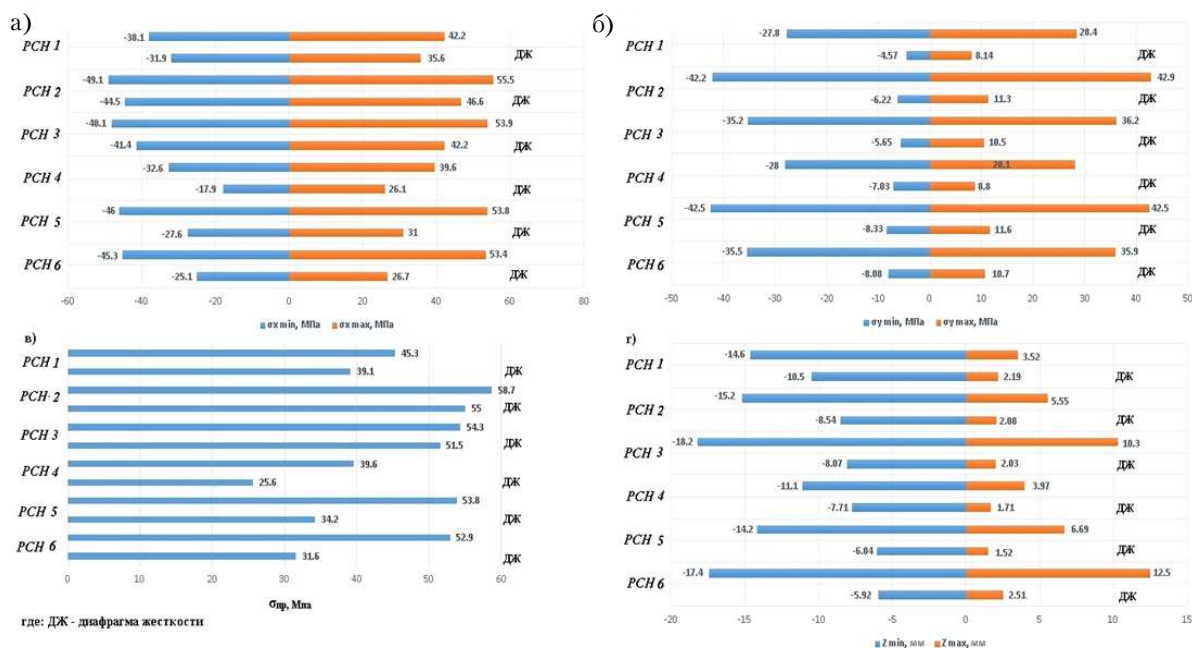 а)
РСН 1
-38.1 42.2
-31.9 35.6 ДЖ
РСН 2
-49.1 55.5
-44.5 46.6 ДЖ
РСН 3
-48.1 53.9
-41.4 42.2 ДЖ
РСН 4
-32.6 39.6
-17.9 26.1 ДЖ
РСН 5
-46 53.8
-27.6 31 ДЖ
РСН 6
-45.3 53.4
-25.1 26.7 ДЖ
-60 -40 -20 0 20 40 60 80
σx min, МПа σx max, МПа
б)
РСН 1
-27.8 28.4
-4.57 8.14 ДЖ
РСН 2
-42.2 42.9
-6.22 11.3 ДЖ
РСН 3
-35.2 36.2
-5.65 10.5 ДЖ
РСН 4
-28 28.1
-7.03 8.8 ДЖ
РСН 5
-42.5 42.5
-8.33 11.6 ДЖ
РСН 6
-35.5 35.9
-8.08 10.7 ДЖ
-50 -40 -30 -20 -10 0 10 20 30 40 50
σy min, МПа σy max, МПа
в)
РСН 1
45.3
39.1 ДЖ
РСН 2
58.7
55 ДЖ
РСН 3
54.3
51.5 ДЖ
РСН 4
39.6
25.6 ДЖ
РСН 5
53.8
34.2 ДЖ
РСН 6
52.9
31.6 ДЖ
0 10 20 30 40 50 60
σпр, Мпа
где: ДЖ - диафрагма жесткости
г)
РСН 1
-14.6 3.52
-10.5 2.19 ДЖ
РСН 2
-15.2 5.55
-8.54 2.08 ДЖ
РСН 3
-18.2 10.3
-8.07 2.03 ДЖ
РСН 4
-11.1 3.97
-7.71 1.71 ДЖ
РСН 5
-14.2 6.69
-6.04 1.52 ДЖ
РСН 6
-17.4 12.5
-5.92 2.51 ДЖ
-20 -15 -10 -5 0 5 10 15
Z min, мм Z max, мм